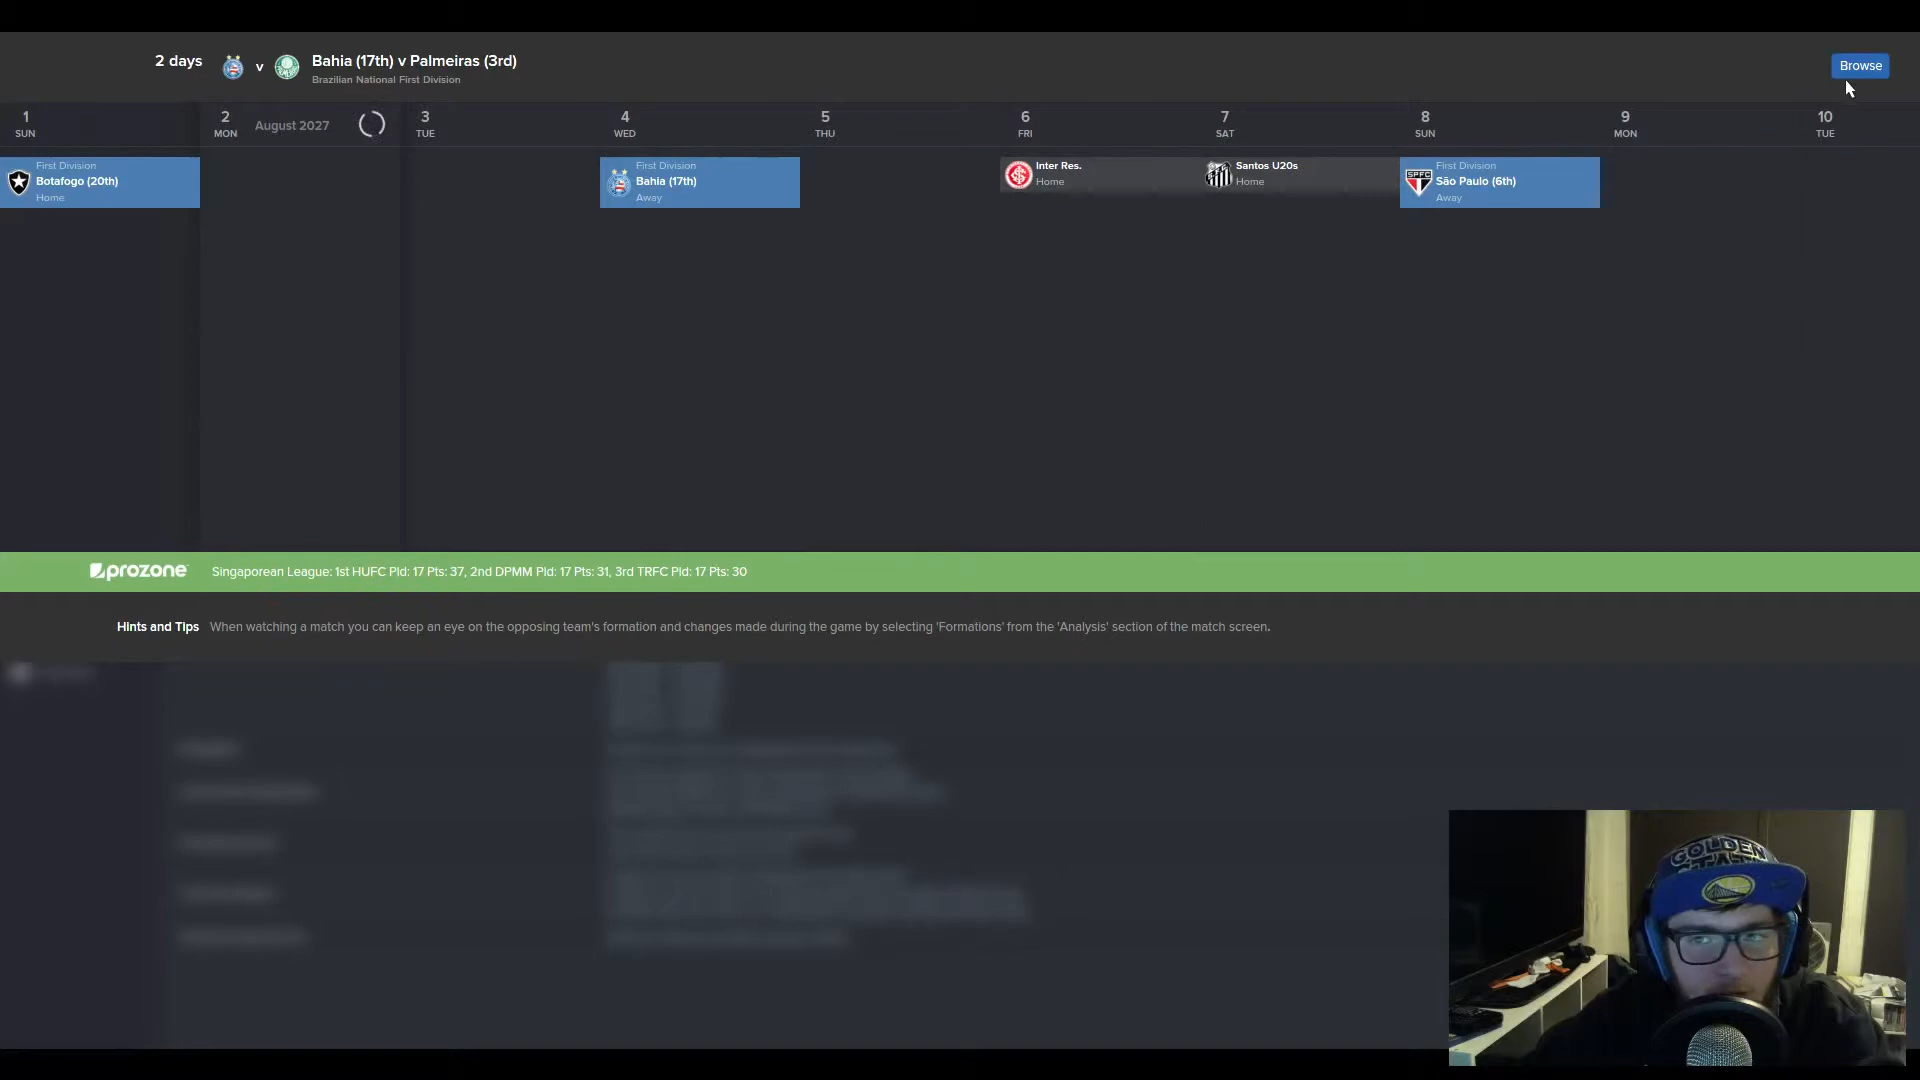 2 days
v
Bahia (17th) v Palmeiras (3rd)
Brazilian National First Division
Browse
1
SUN
2
MON
August 2027
3
TUE
4
WED
5
THU
6
FRI
7
SAT
8
SUN
9
MON
10
TUE
First Division
Botafogo (20th)
Home
First Division
Bahia (17th)
Away
Inter Res.
Home
Santos U20s
Home
SPFC
First Division
São Paulo (6th)
Away
prozone
Singaporean League: 1st HUFC Pld: 17 Pts: 37, 2nd DPMM Pld: 17 Pts: 31, 3rd TRFC Pld: 17 Pts: 30
Hints and Tips
When watching a match you can keep an eye on the opposing team's formation and changes made during the game by selecting 'Formations' from the 'Analysis' section of the match screen.
GOLDEN